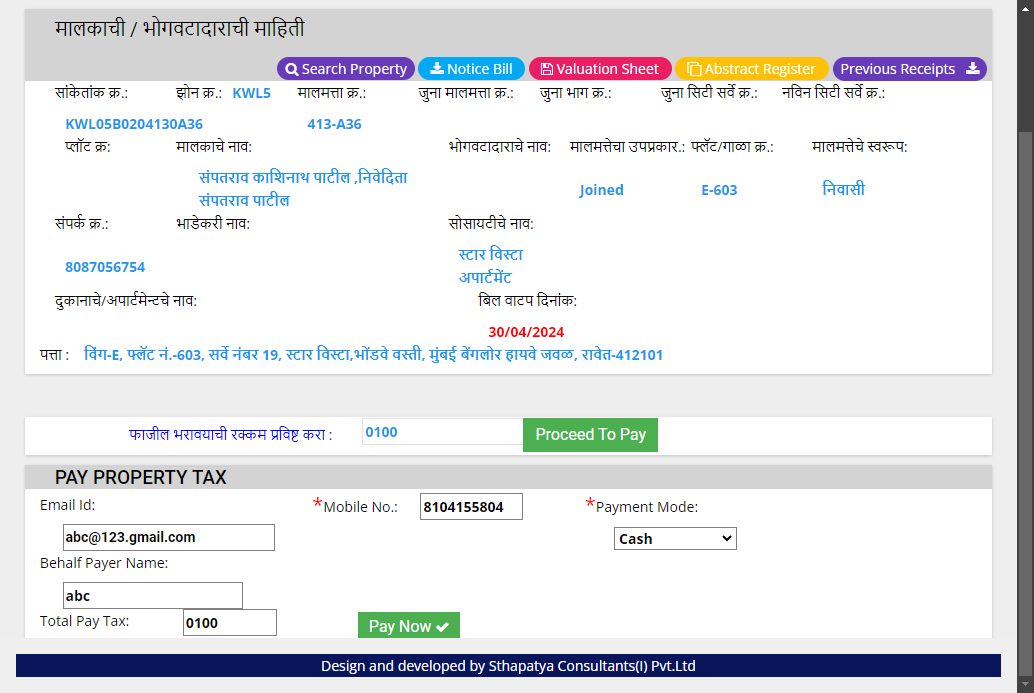 मालकाची / भोगवटादाराची माहिती
Search Property Notice Bill Valuation Sheet Abstract Register Previous Receipts
सांकेतांक क्र.: झोन क्र.: KWL5 मालमत्ता क्र.: जुना मालमत्ता क्र.: जुना भाग क्र.: जुना सिटी सर्वे क्र.: नविन सिटी सर्वे क्र.:
KWL05B0204130A36 413-A36
प्लॉट क्र: मालकाचे नाव: भोगवटादाराचे नाव: मालमत्तेचा उपप्रकार.: फ्लॅट/गाळा क्र.: मालमत्तेचे स्वरूप:
संपतराव काशिनाथ पाटील ,निवेदिता
संपतराव पाटील
Joined E-603 निवासी
संपर्क क्र.: भाडेकरी नाव: सोसायटीचे नाव:
स्टार विस्टा
अपार्टमेंट
8087056754
दुकानाचे/अपार्टमेन्टचे नाव: बिल वाटप दिनांक:
30/04/2024
पत्ता : विंग-E, फ्लॅट नं.-603, सर्वे नंबर 19, स्टार विस्टा,भोंडवे वस्ती, मुंबई बेंगलोर हायवे जवळ, रावेत-412101
फाजील भरावयाची रक्कम प्रविष्ट करा : 0100 Proceed To Pay
PAY PROPERTY TAX
Email Id: *Mobile No.: 8104155804 *Payment Mode:
abc@123.gmail.com Cash
Behalf Payer Name:
abc
Total Pay Tax: 0100 Pay Now
Design and developed by Sthapatya Consultants(I) Pvt.Ltd